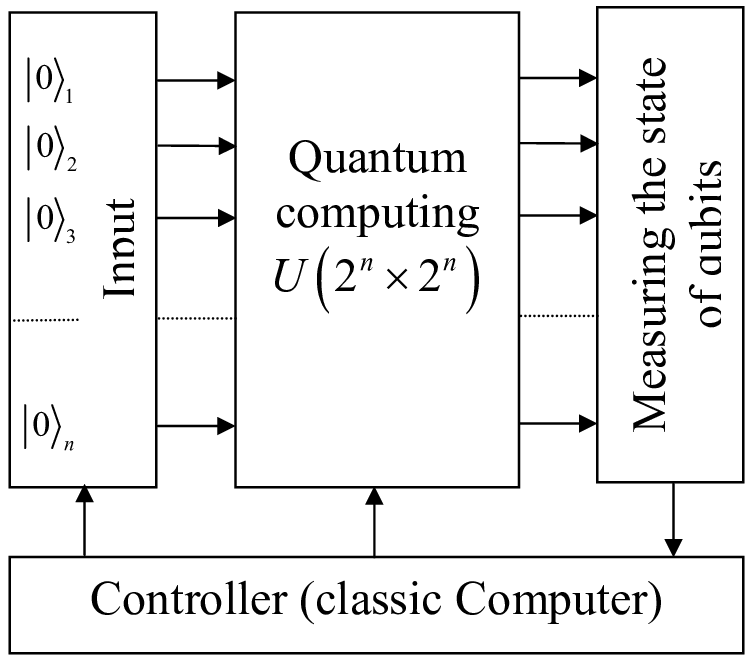 |0⟩₁
|0⟩₂
|0⟩₃
|0⟩ₙ
Input
Quantum
computing
U(2ⁿ × 2ⁿ)
Measuring the state
of qubits
Controller (classic Computer)